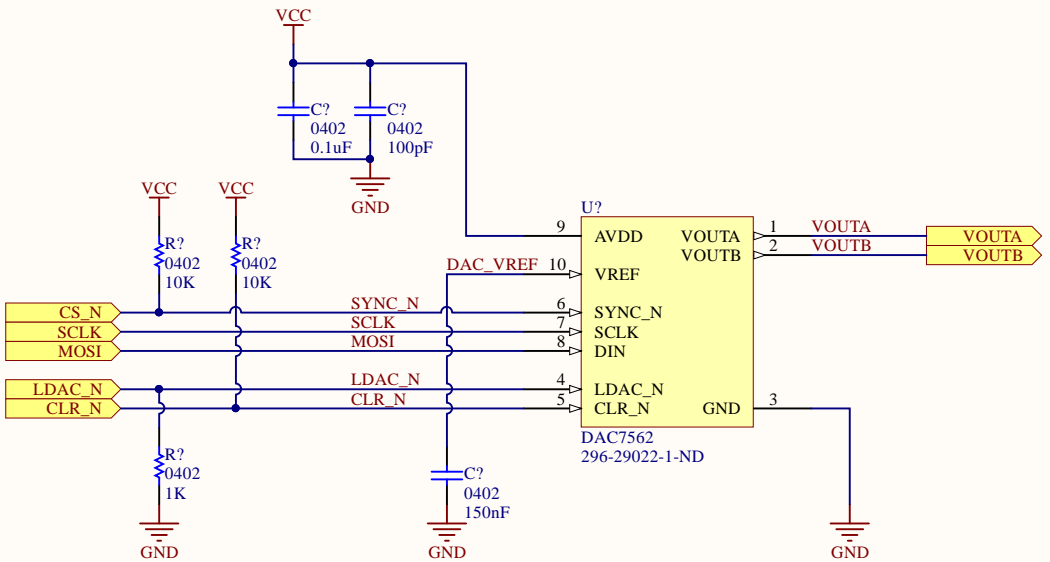 VCC
C?
0402
0.1uF
C?
0402
100pF
GND
VCC
VCC
R?
0402
10K
R?
0402
10K
U?
9
AVDD
VOUTA
1
VOUTA
VOUTA
VOUTB
2
VOUTB
VOUTB
DAC_VREF
10
VREF
CS_N
SYNC_N
6
SYNC_N
SCLK
SCLK
7
SCLK
MOSI
MOSI
8
DIN
LDAC_N
LDAC_N
4
LDAC_N
CLR_N
CLR_N
5
CLR_N
GND
3
DAC7562
296-29022-1-ND
R?
0402
1K
C?
0402
150nF
GND
GND
GND